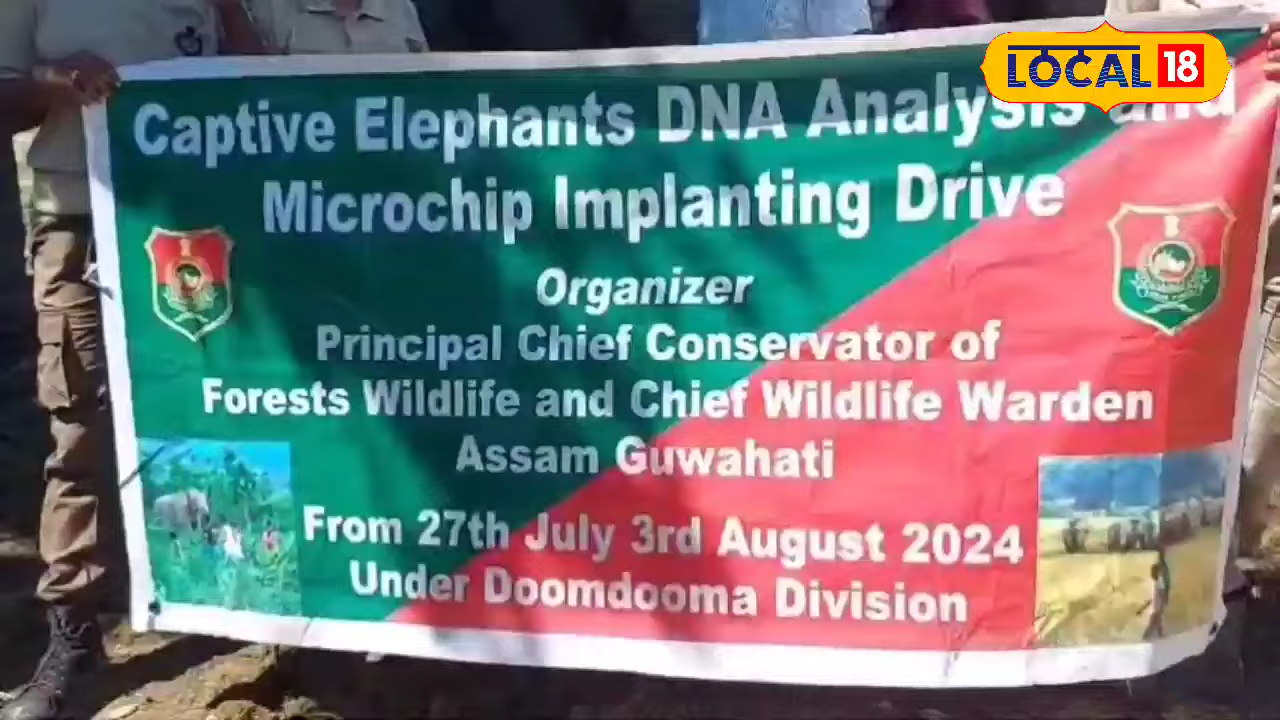 LOCAL 18
Captive Elephants DNA Analysis and
Microchip Implanting Drive
Organizer
Principal Chief Conservator of
Forests Wildlife and Chief Wildlife Warden
Assam Guwahati
From 27th July 3rd August 2024
Under Doomdooma Division